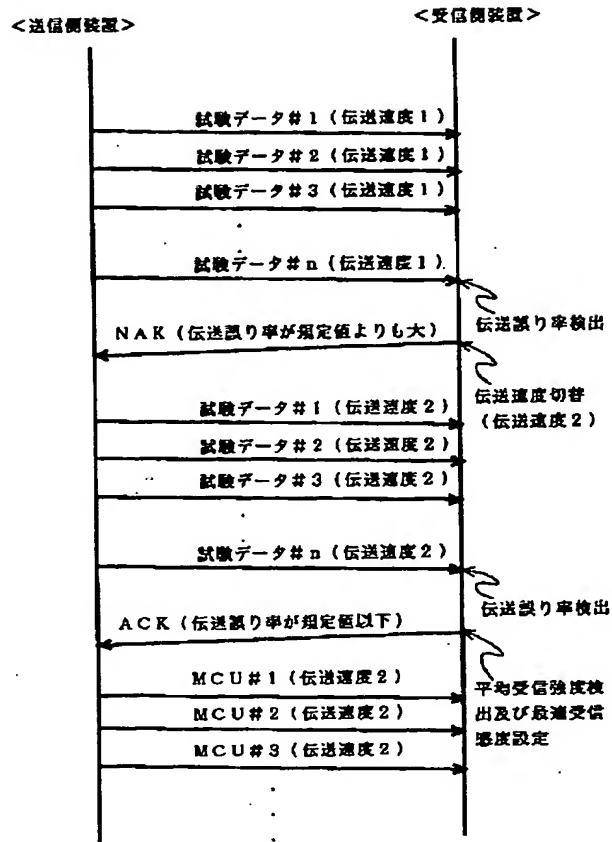 <送信側装置>
<受信側装置>
試験データ#1(伝送速度1)
試験データ#2(伝送速度1)
試験データ#3(伝送速度1)
試験データ#n(伝送速度1)
伝送誤り率検出
NAK(伝送誤り率が規定値よりも大)
伝送速度切替
(伝送速度2)
試験データ#1(伝送速度2)
試験データ#2(伝送速度2)
試験データ#3(伝送速度2)
試験データ#n(伝送速度2)
伝送誤り率検出
ACK(伝送誤り率が規定値以下)
平均受信強度検
出及び最適受信
感度設定
MCU#1(伝送速度2)
MCU#2(伝送速度2)
MCU#3(伝送速度2)